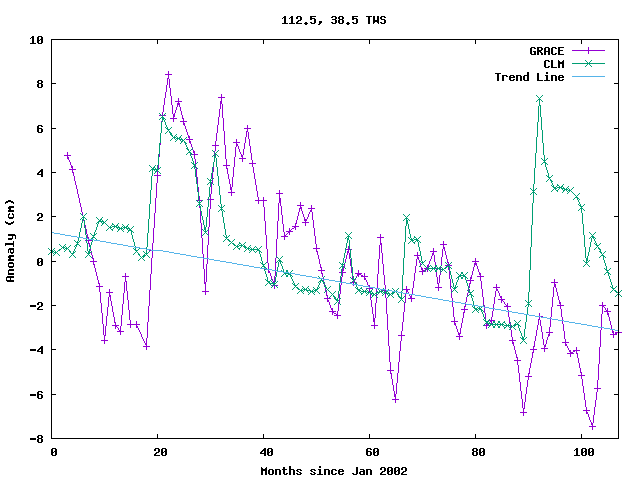 112.5, 38.5 TWS
GRACE
CLM
Trend Line
Anomaly (cm)
10
8
6
4
2
0
-2
-4
-6
-8
0 20 40 60 80 100
Months since Jan 2002